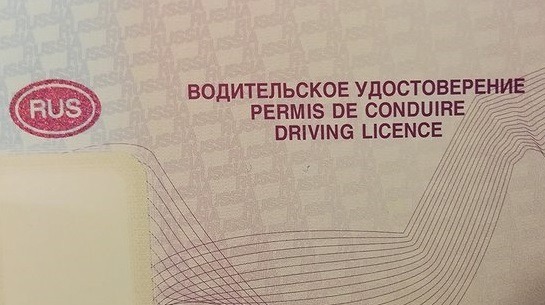 RUS
ВОДИТЕЛЬСКОЕ УДОСТОВЕРЕНИЕ
PERMIS DE CONDUIRE
DRIVING LICENCE